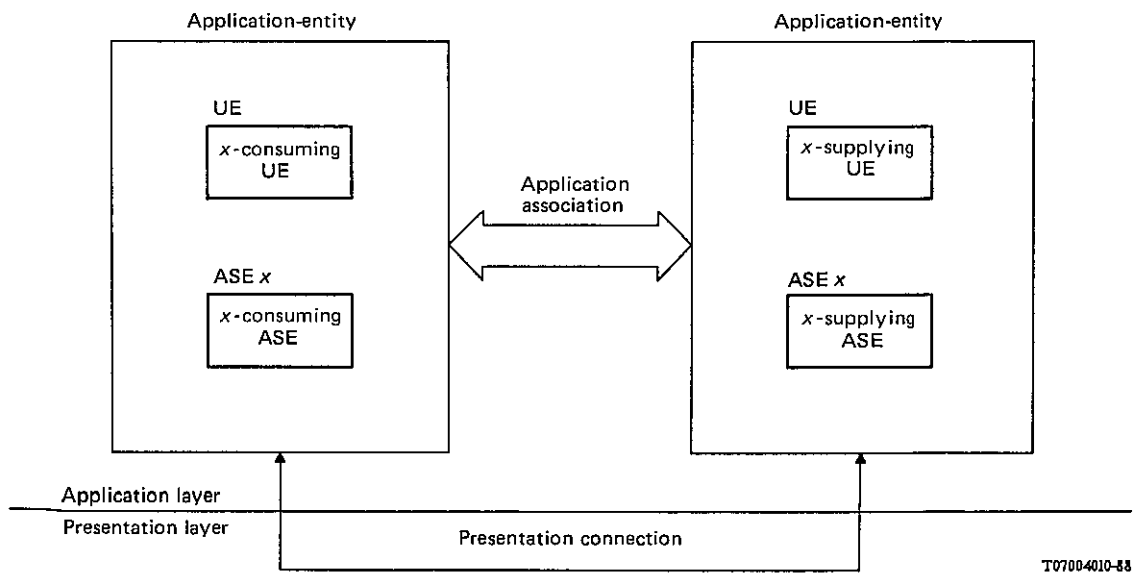 Application-entity
Application-entity
UE
x-consuming
UE
UE
x-supplying
UE
Application
association
ASE x
x-consuming
ASE
ASE x
x-supplying
ASE
Application layer
Presentation layer
Presentation connection
T0704010-88